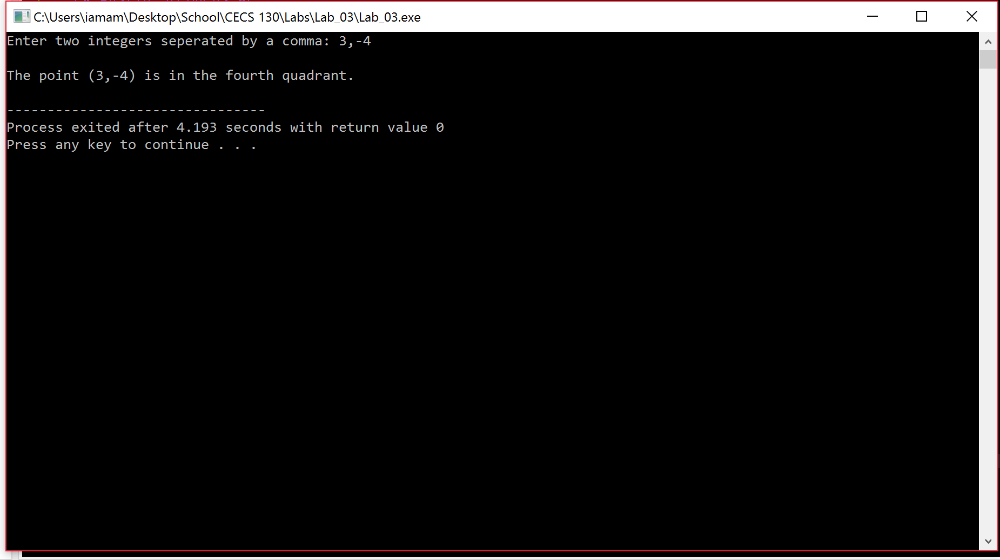 C:\Users\iamam\Desktop\School\CECS 130\Labs\Lab_03\Lab_03.exe
Enter two integers seperated by a comma: 3,-4
The point (3,-4) is in the fourth quadrant.
--------------------------------
Process exited after 4.193 seconds with return value 0
Press any key to continue . . .